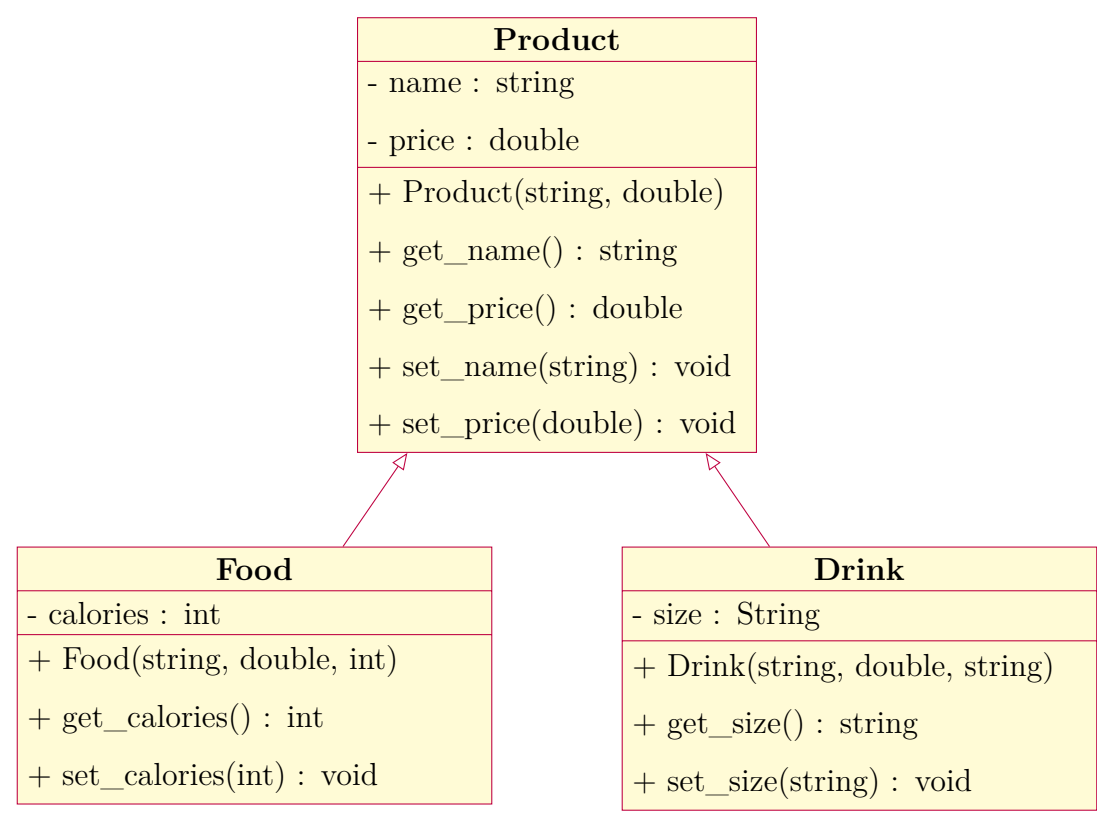 Product
- name : string
- price : double
+ Product(string, double)
+ get_name() : string
+ get_price() : double
+ set_name(string) : void
+ set_price(double) : void
Food
- calories : int
+ Food(string, double, int)
+ get_calories() : int
+ set_calories(int) : void
Drink
- size : String
+ Drink(string, double, string)
+ get_size() : string
+ set_size(string) : void